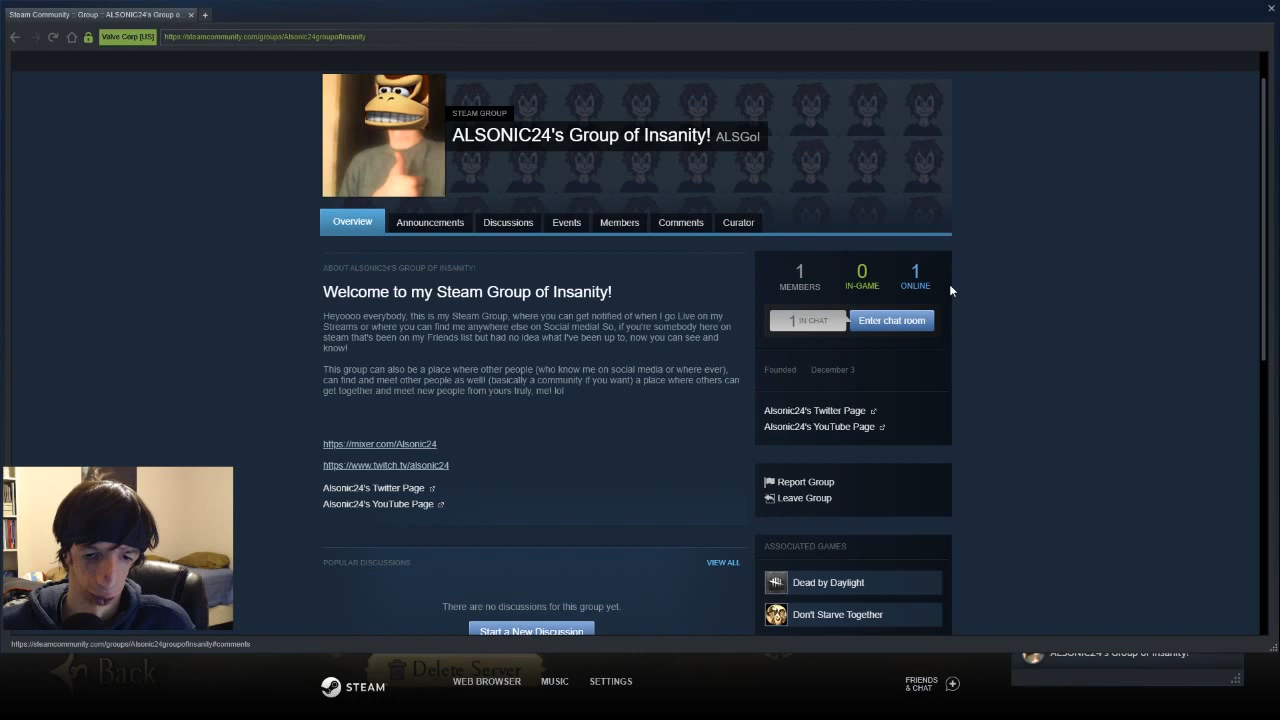 Steam Community :: Group :: ALSONIC24's Group o...
Valve Corp [US]
https://steamcommunity.com/groups/Alsonic24groupofInsanity
STEAM GROUP
ALSONIC24's Group of Insanity! ALSGoI
Overview
Announcements
Discussions
Events
Members
Comments
Curator
ABOUT ALSONIC24'S GROUP OF INSANITY!
Welcome to my Steam Group of Insanity!
Heyoooo everybody, this is my Steam Group, where you can get notified of when I go Live on my
Streams or where you can find me anywhere else on Social media! So, if you're somebody here on
steam that's been on my Friends list but had no idea what I've been up to, now you can see and
know!
This group can also be a place where other people (who know me on social media or where ever),
can find and meet other people as well! (basically a community if you want) a place where others can
get together and meet new people from yours truly, me! lol
https://mixer.com/Alsonic24
https://www.twitch.tv/alsonic24
Alsonic24's Twitter Page
Alsonic24's YouTube Page
POPULAR DISCUSSIONS
VIEW ALL
There are no discussions for this group yet.
Start a New Discussion
1
MEMBERS
0
IN-GAME
1
ONLINE
1 IN CHAT
Enter chat room
Founded
December 3
Alsonic24's Twitter Page
Alsonic24's YouTube Page
Report Group
Leave Group
ASSOCIATED GAMES
Dead by Daylight
Don't Starve Together
https://steamcommunity.com/groups/Alsonic24groupofInsanity#comments
Back
Delete Server
ALSONIC24's Group of Insanity!
STEAM
WEB BROWSER
MUSIC
SETTINGS
FRIENDS
& CHAT